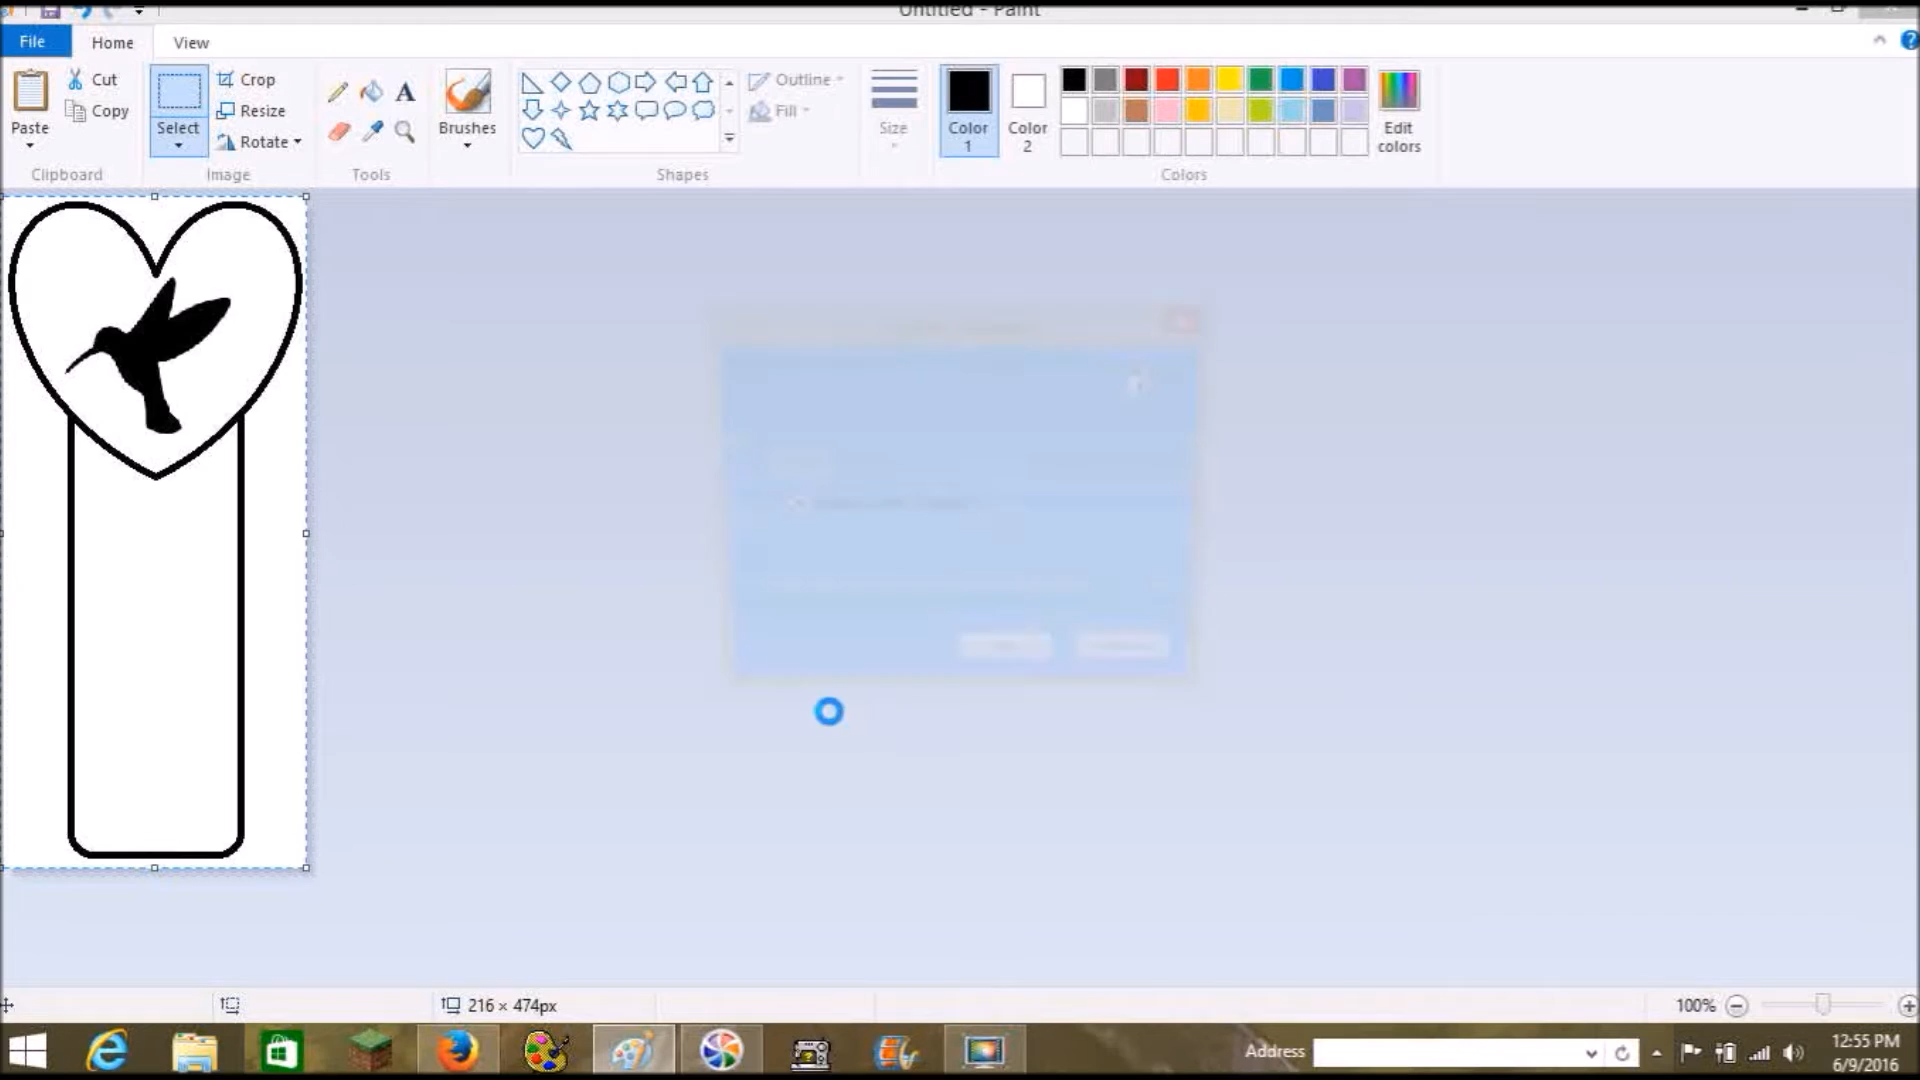 Untitled - Paint
File Home View
Cut
Copy
Paste
Clipboard
Select
Crop
Resize
Rotate
Image
Tools
Brushes
Shapes
Outline
Fill
Size
Color 1
Color 2
Edit colors
Colors
216 × 474px
100%
Address
12:55 PM
6/9/2016